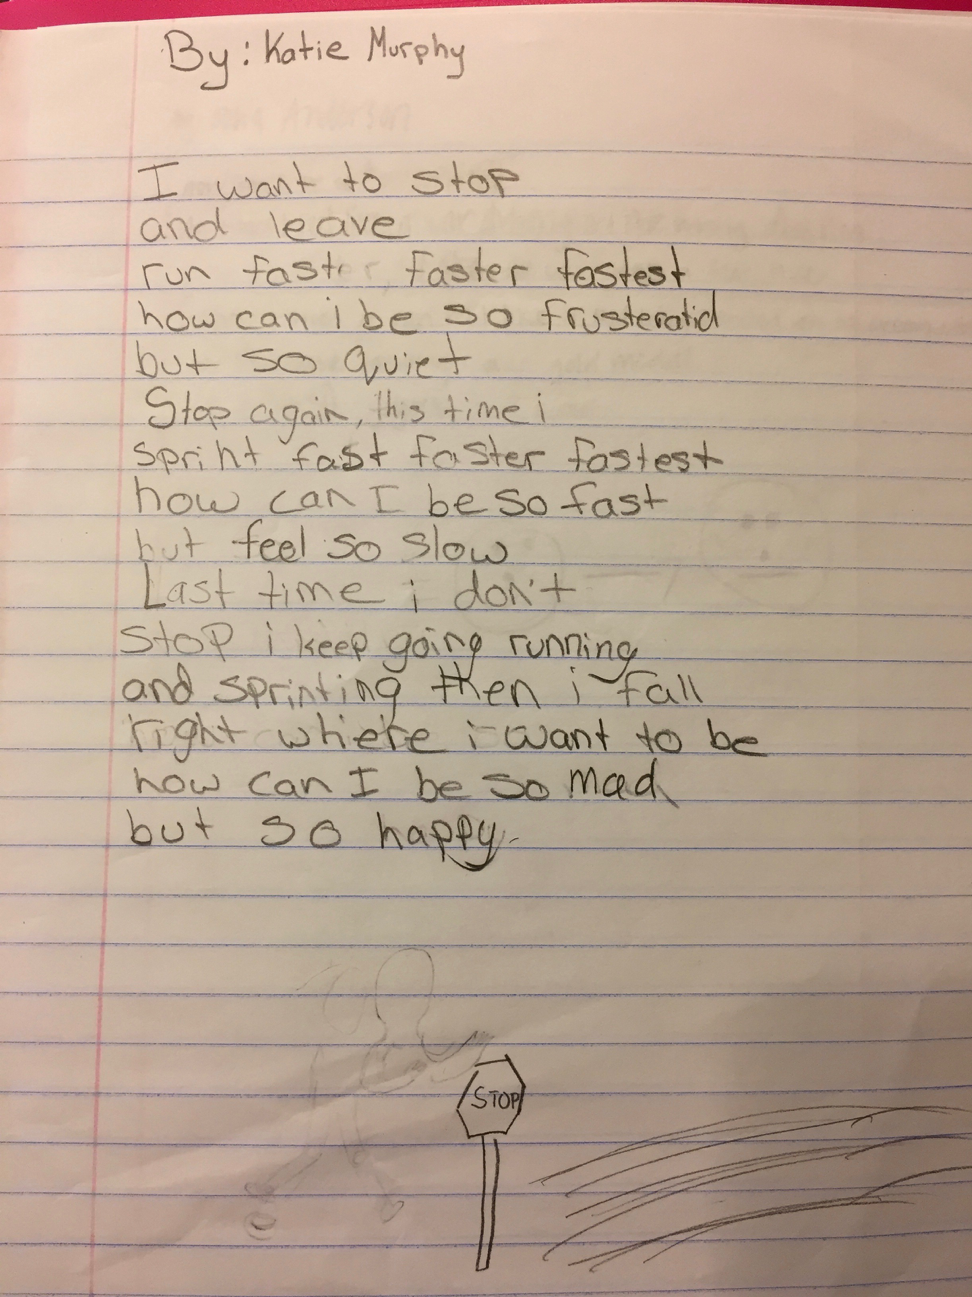 By: Katie Murphy
I want to stop
and leave
run fastr, faster fastest
how can i be so frusteratid
but so quiet
Stop again, this time i
sprint fast faster fastest
how can I be so fast
but feel so slow
Last time i don't
stop i keep going running
and sprinting then i fall
right where i want to be
how can I be so mad
but so happy.
STOP